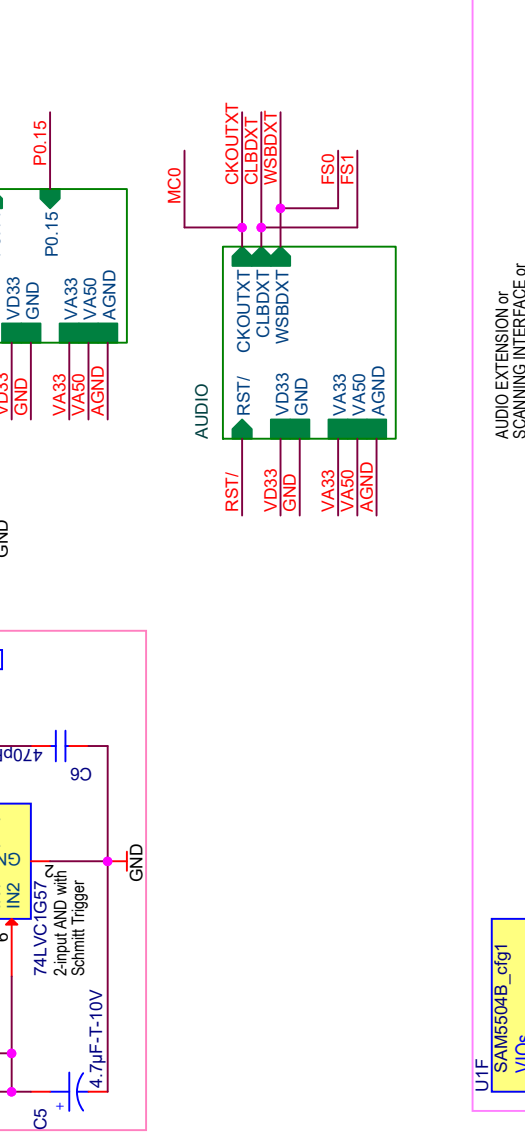 P0.15
P0.15
VD33
GND
VA33
VA50
AGND
VD33
GND
VA33
VA50
AGND
GND
MC0
CKOUTXT
CLBDXT
WSBDXT
FS0
FS1
CKOUTXT
CLBDXT
WSBDXT
AUDIO
RST/
VD33
GND
VA33
VA50
AGND
RST/
VD33
GND
VA33
VA50
AGND
C6
IN2
2
6
74LVC1G57
2-input AND with
Schmitt Trigger
GND
4.7µF-T-10V
+
C5
AUDIO EXTENSION or
SCANNING INTERFACE or
U1F
SAM5504B_cfg1